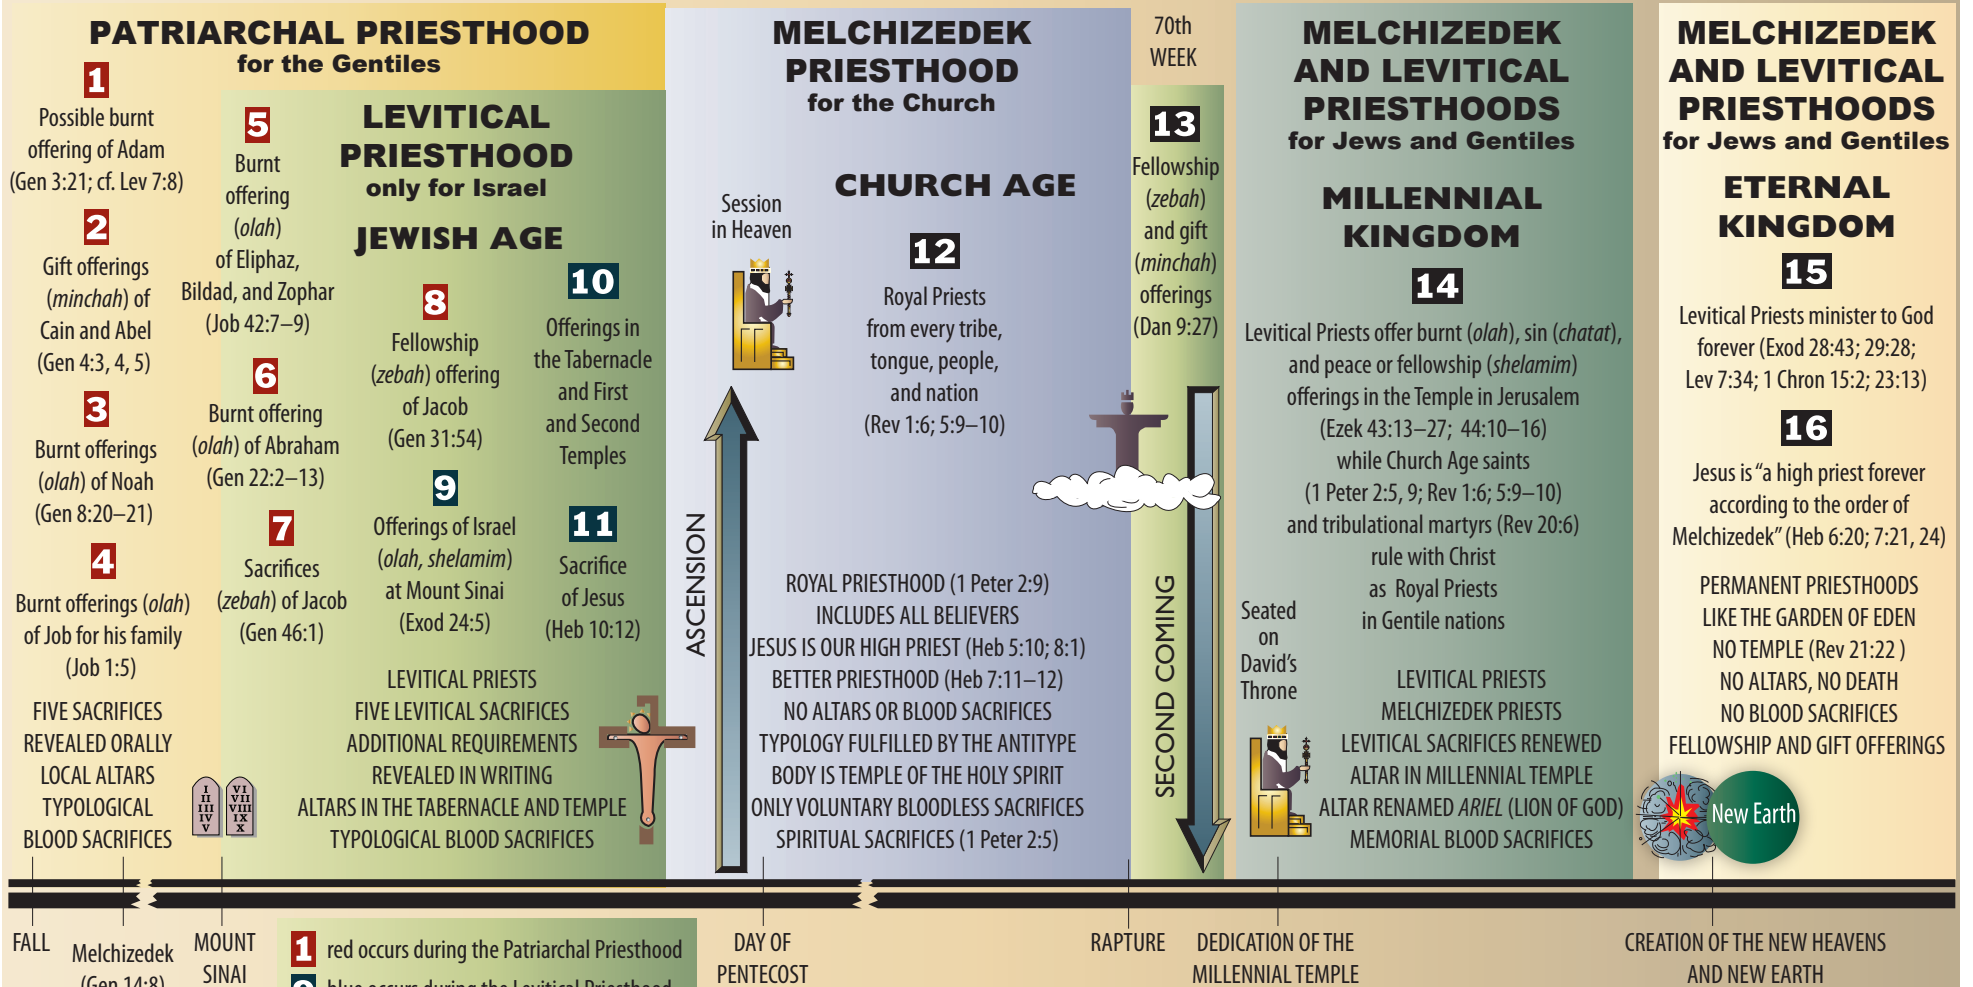 PATRIARCHAL PRIESTHOOD
for the Gentiles
1
Possible burnt
offering of Adam
(Gen 3:21; cf. Lev 7:8)
2
Gift offerings
(minchah) of
Cain and Abel
(Gen 4:3, 4, 5)
3
Burnt offerings
(olah) of Noah
(Gen 8:20–21)
4
Burnt offerings (olah)
of Job for his family
(Job 1:5)
FIVE SACRIFICES
REVEALED ORALLY
LOCAL ALTARS
TYPOLOGICAL
BLOOD SACRIFICES
5
Burnt
offering
(olah)
of Eliphaz,
Bildad, and Zophar
(Job 42:7–9)
6
Burnt offering
(olah) of Abraham
(Gen 22:2–13)
7
Sacrifices
(zebah) of Jacob
(Gen 46:1)
I
II
III
IV
V
VI
VII
VIII
IX
X
LEVITICAL
PRIESTHOOD
only for Israel
JEWISH AGE
8
Fellowship
(zebah) offering
of Jacob
(Gen 31:54)
9
Offerings of Israel
(olah, shelamim)
at Mount Sinai
(Exod 24:5)
10
Offerings in
the Tabernacle
and First
and Second
Temples
11
Sacrifice
of Jesus
(Heb 10:12)
LEVITICAL PRIESTS
FIVE LEVITICAL SACRIFICES
ADDITIONAL REQUIREMENTS
REVEALED IN WRITING
ALTARS IN THE TABERNACLE AND TEMPLE
TYPOLOGICAL BLOOD SACRIFICES
MELCHIZEDEK
PRIESTHOOD
for the Church
CHURCH AGE
Session
in Heaven
ASCENSION
12
Royal Priests
from every tribe,
tongue, people,
and nation
(Rev 1:6; 5:9–10)
ROYAL PRIESTHOOD (1 Peter 2:9)
INCLUDES ALL BELIEVERS
JESUS IS OUR HIGH PRIEST (Heb 5:10; 8:1)
BETTER PRIESTHOOD (Heb 7:11–12)
NO ALTARS OR BLOOD SACRIFICES
TYPOLOGY FULFILLED BY THE ANTITYPE
BODY IS TEMPLE OF THE HOLY SPIRIT
ONLY VOLUNTARY BLOODLESS SACRIFICES
SPIRITUAL SACRIFICES (1 Peter 2:5)
70th
WEEK
13
Fellowship
(zebah)
and gift
(minchah)
offerings
(Dan 9:27)
SECOND COMING
MELCHIZEDEK
AND LEVITICAL
PRIESTHOODS
for Jews and Gentiles
MILLENNIAL
KINGDOM
14
Levitical Priests offer burnt (olah), sin (chatat),
and peace or fellowship (shelamim)
offerings in the Temple in Jerusalem
(Ezek 43:13–27; 44:10–16)
while Church Age saints
(1 Peter 2:5, 9; Rev 1:6; 5:9–10)
and tribulational martyrs (Rev 20:6)
rule with Christ
as Royal Priests
in Gentile nations
Seated
on
David's
Throne
LEVITICAL PRIESTS
MELCHIZEDEK PRIESTS
LEVITICAL SACRIFICES RENEWED
ALTAR IN MILLENNIAL TEMPLE
ALTAR RENAMED ARIEL (LION OF GOD)
MEMORIAL BLOOD SACRIFICES
MELCHIZEDEK
AND LEVITICAL
PRIESTHOODS
for Jews and Gentiles
ETERNAL
KINGDOM
15
Levitical Priests minister to God
forever (Exod 28:43; 29:28;
Lev 7:34; 1 Chron 15:2; 23:13)
16
Jesus is “a high priest forever
according to the order of
Melchizedek” (Heb 6:20; 7:21, 24)
PERMANENT PRIESTHOODS
LIKE THE GARDEN OF EDEN
NO TEMPLE (Rev 21:22 )
NO ALTARS, NO DEATH
NO BLOOD SACRIFICES
FELLOWSHIP AND GIFT OFFERINGS
New Earth
FALL
Melchizedek
(Gen 14:8)
MOUNT
SINAI
1 red occurs during the Patriarchal Priesthood
blue occurs during the Levitical Priesthood
DAY OF
PENTECOST
RAPTURE
DEDICATION OF THE
MILLENNIAL TEMPLE
CREATION OF THE NEW HEAVENS
AND NEW EARTH